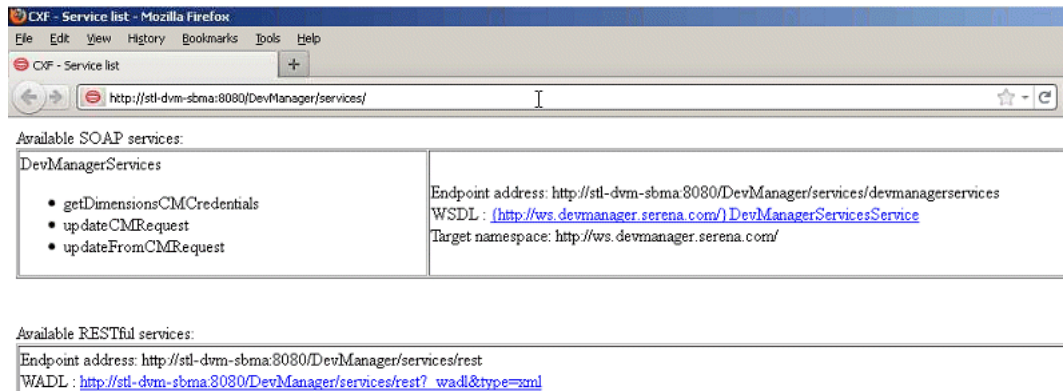 CXF - Service list - Mozilla Firefox
File Edit View History Bookmarks Tools Help
CXF - Service list +
http://stl-dvm-sbma:8080/DevManager/services/
Available SOAP services:
DevManagerServices
• getDimensionsCMCredentials
• updateCMRequest
• updateFromCMRequest
Endpoint address: http://stl-dvm-sbma:8080/DevManager/services/devmanagerservices
WSDL : {http://ws.devmanager.serena.com/}DevManagerServicesService
Target namespace: http://ws.devmanager.serena.com/
Available RESTful services:
Endpoint address: http://stl-dvm-sbma:8080/DevManager/services/rest
WADL : http://stl-dvm-sbma:8080/DevManager/services/rest?_wadl&type=xml